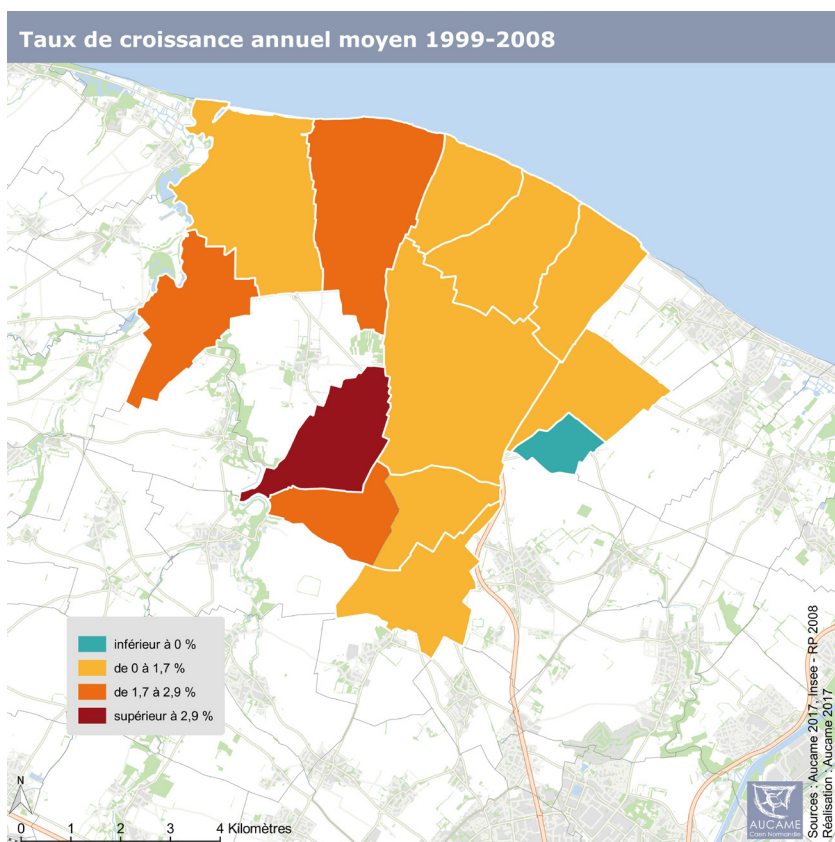 Taux de croissance annuel moyen 1999-2008
inférieur à 0 %
de 0 à 1,7 %
de 1,7 à 2,9 %
supérieur à 2,9 %
N
0 1 2 3 4 Kilomètres
Sources : Aucame 2017, Insee - RP 2008
Réalisation : Aucame 2017
AUCAME
Caen Normandie